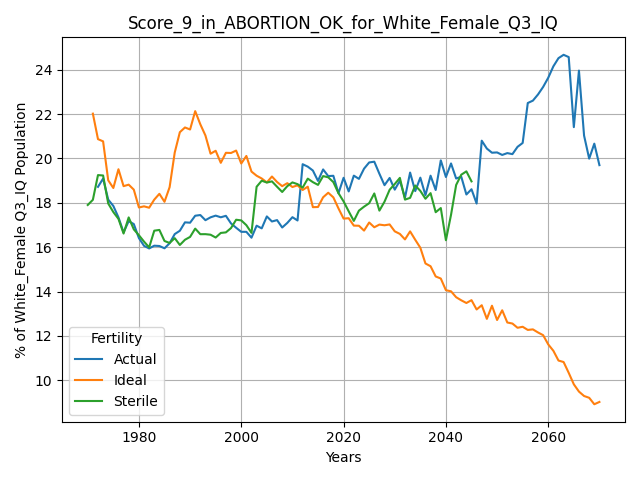 Score_9_in_ABORTION_OK_for_White_Female_Q3_IQ
% of White_Female Q3_IQ Population
24
22
20
18
16
14
12
10
Fertility
Actual
Ideal
Sterile
1980 2000 2020 2040 2060
Years